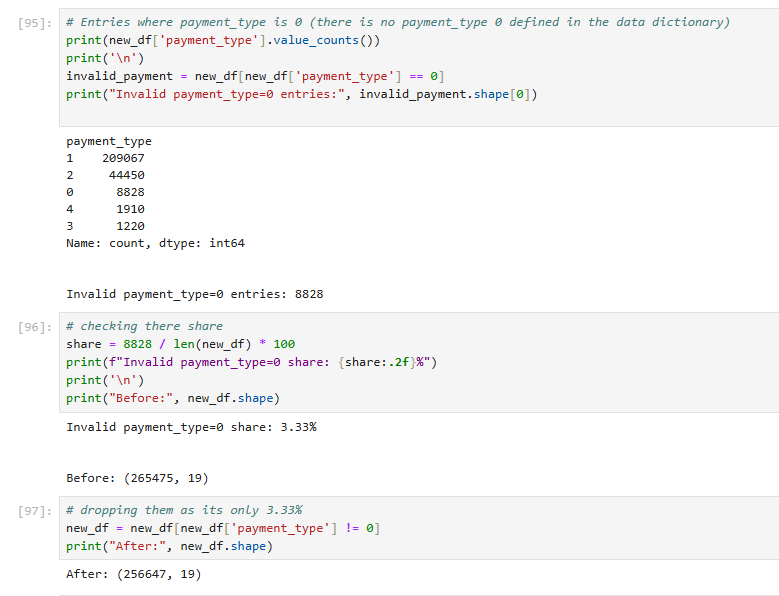 [95]: # Entries where payment_type is 0 (there is no payment_type 0 defined in the data dictionary)
print(new_df['payment_type'].value_counts())
print('\n')
invalid_payment = new_df[new_df['payment_type'] == 0]
print("Invalid payment_type=0 entries:", invalid_payment.shape[0])
payment_type
1    209067
2     44450
0      8828
4      1910
3      1220
Name: count, dtype: int64
Invalid payment_type=0 entries: 8828
[96]: # checking there share
share = 8828 / len(new_df) * 100
print(f"Invalid payment_type=0 share: {share:.2f}%")
print('\n')
print("Before:", new_df.shape)
Invalid payment_type=0 share: 3.33%
Before: (265475, 19)
[97]: # dropping them as its only 3.33%
new_df = new_df[new_df['payment_type'] != 0]
print("After:", new_df.shape)
After: (256647, 19)